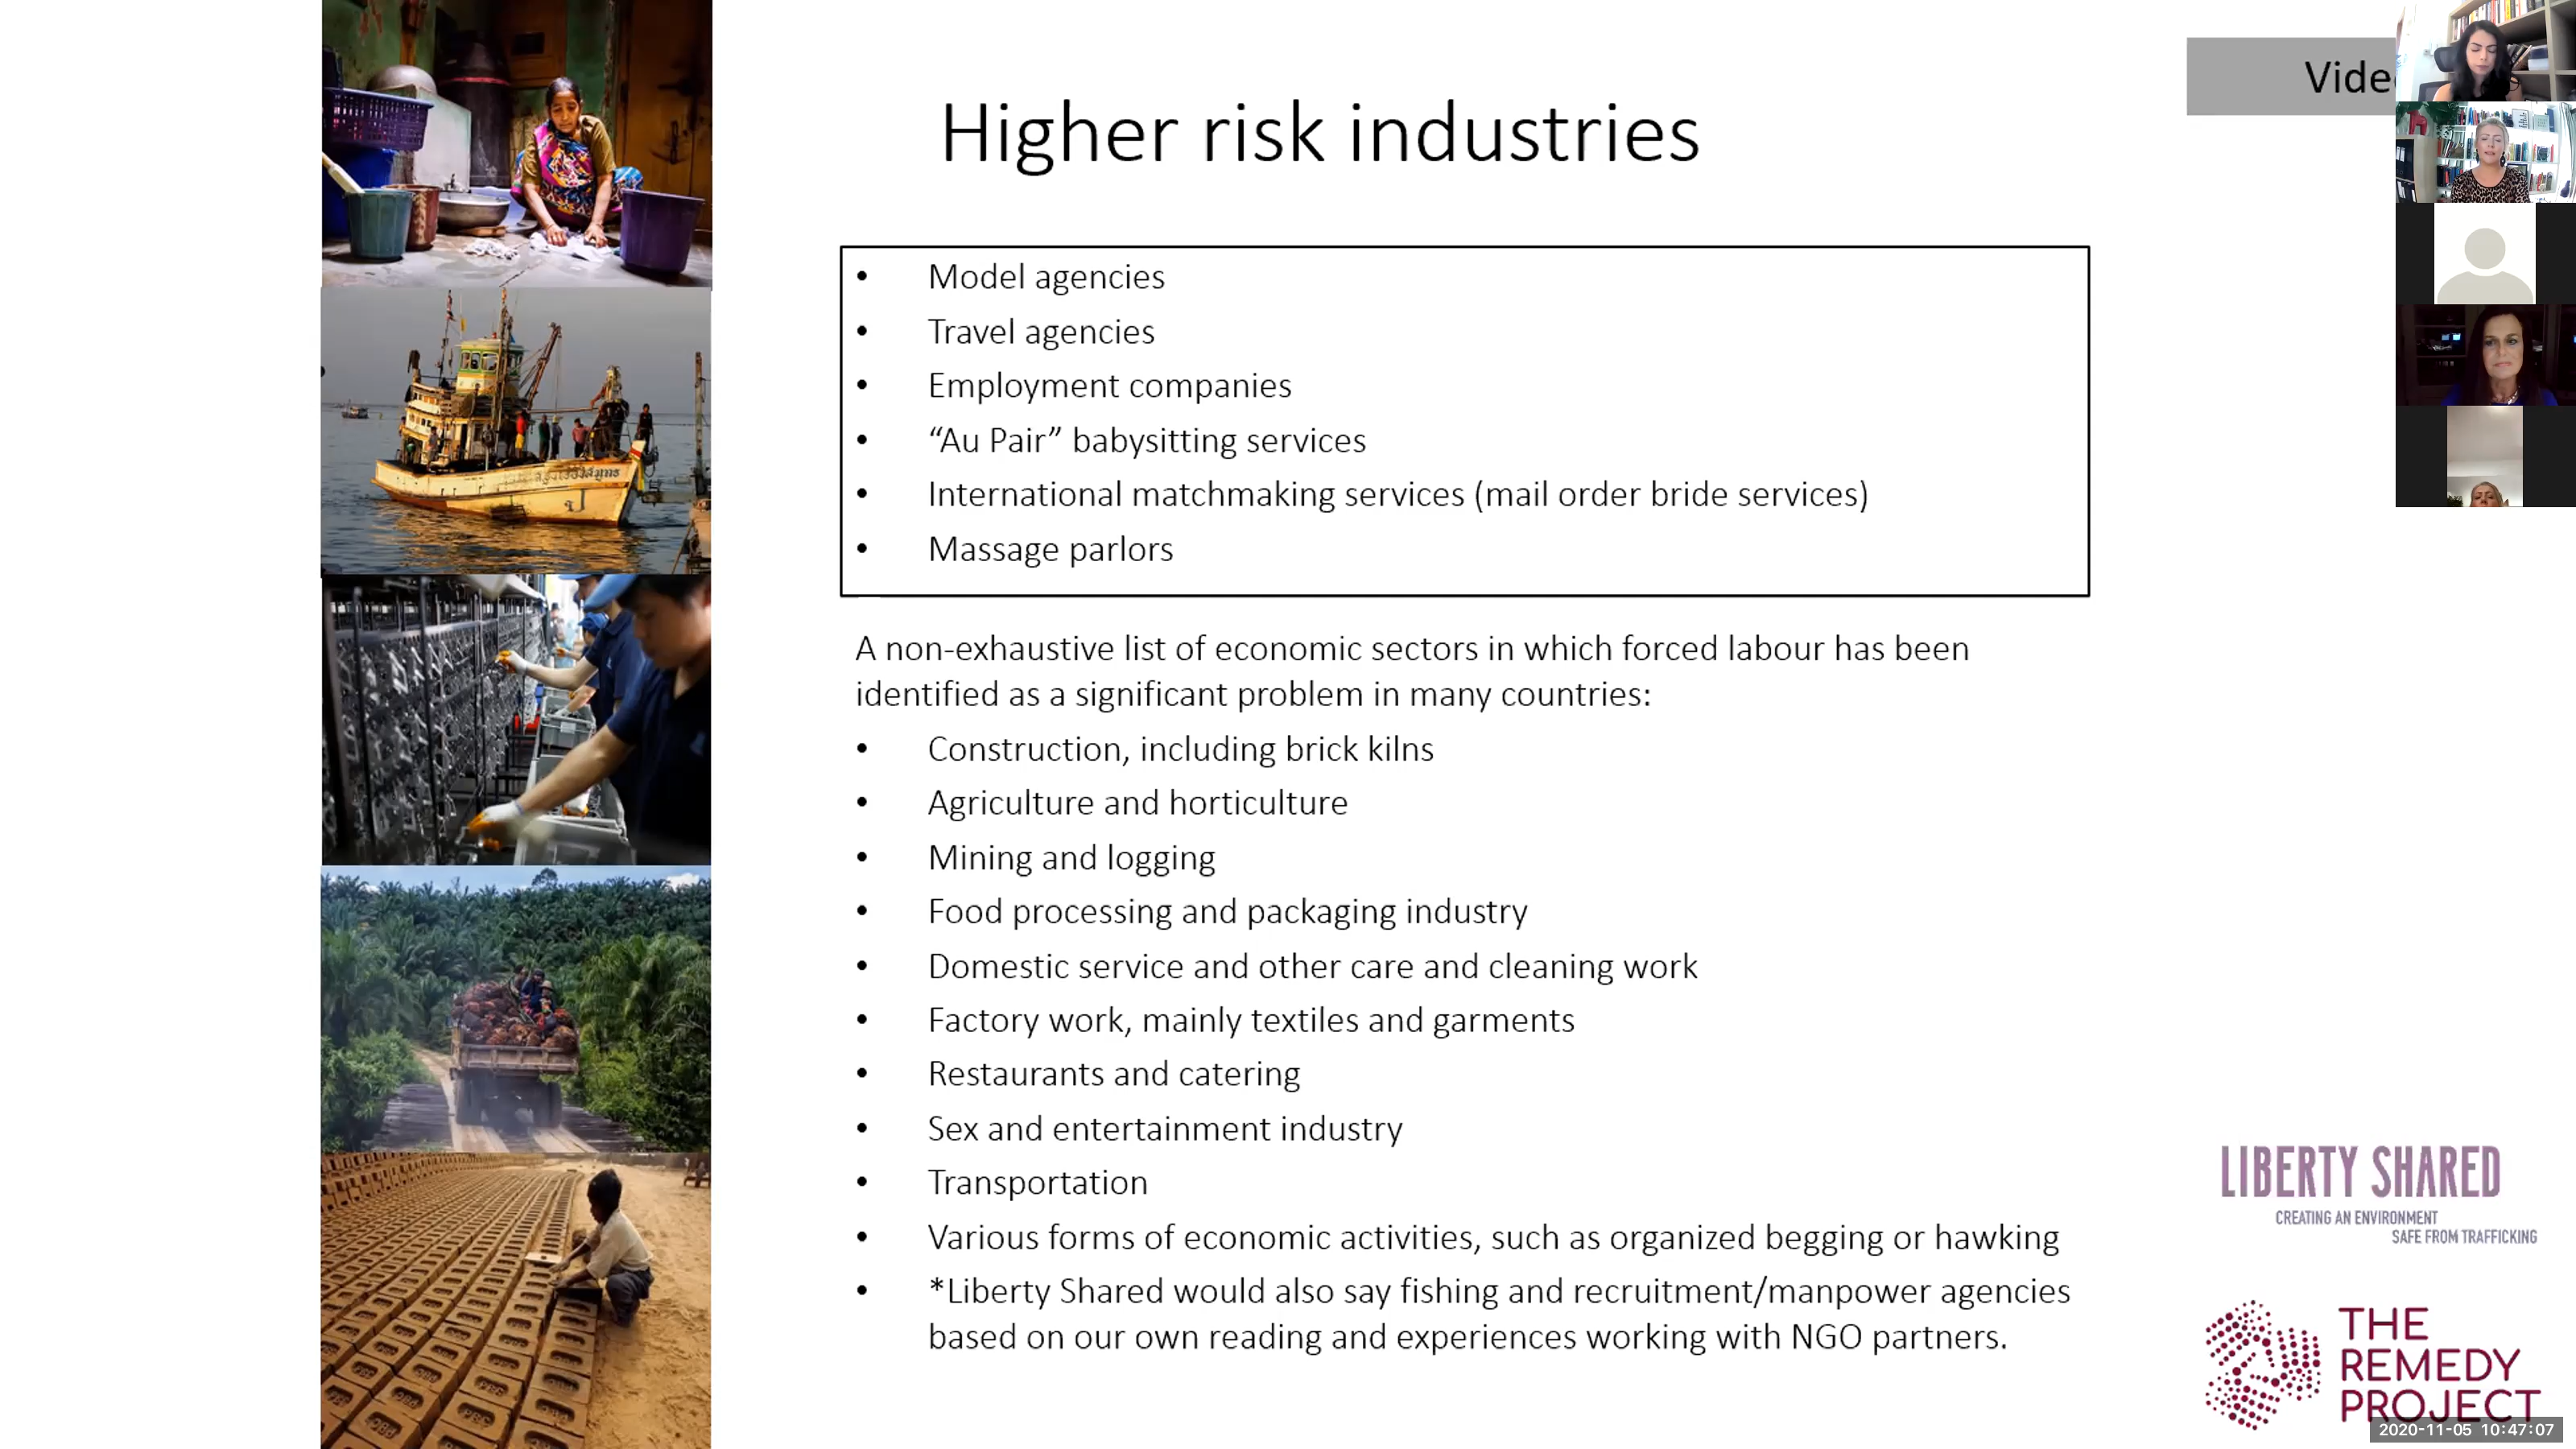 Vide
Higher risk industries
• Model agencies
• Travel agencies
• Employment companies
• “Au Pair” babysitting services
• International matchmaking services (mail order bride services)
• Massage parlors
A non-exhaustive list of economic sectors in which forced labour has been
identified as a significant problem in many countries:
• Construction, including brick kilns
• Agriculture and horticulture
• Mining and logging
• Food processing and packaging industry
• Domestic service and other care and cleaning work
• Factory work, mainly textiles and garments
• Restaurants and catering
• Sex and entertainment industry
• Transportation
• Various forms of economic activities, such as organized begging or hawking
• *Liberty Shared would also say fishing and recruitment/manpower agencies
based on our own reading and experiences working with NGO partners.
LIBERTY SHARED
CREATING AN ENVIRONMENT
SAFE FROM TRAFFICKING
THE
REMEDY
PROJECT
2020-11-05 10:47:07